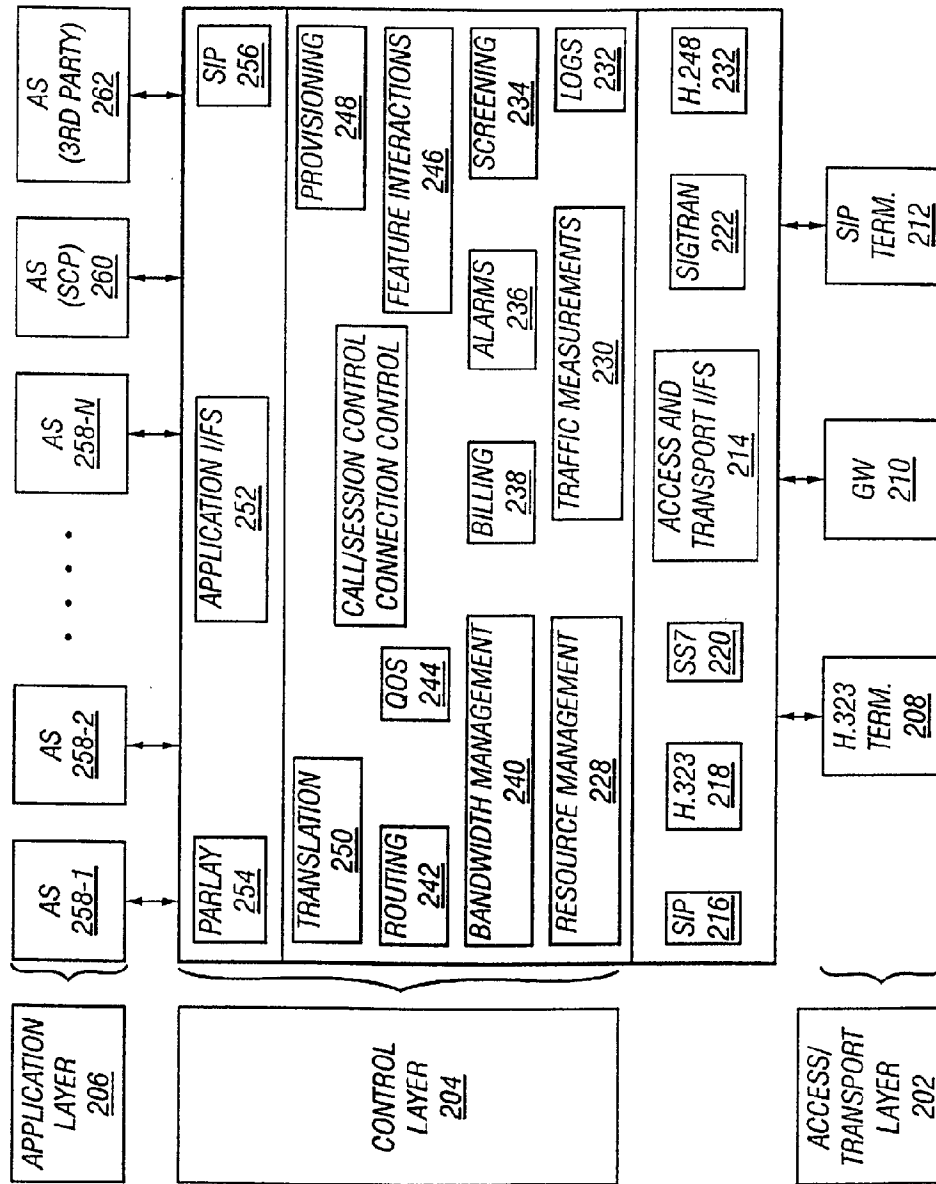 APPLICATION
LAYER
206
AS
258-1
AS
258-2
AS
258-N
AS
(SCP)
260
AS
(3RD PARTY)
262
CONTROL
LAYER
204
PARLAY
254
APPLICATION I/FS
252
SIP
256
TRANSLATION
250
CALL/SESSION CONTROL
CONNECTION CONTROL
PROVISIONING
248
ROUTING
242
QOS
244
FEATURE INTERACTIONS
246
BANDWIDTH MANAGEMENT
240
BILLING
238
ALARMS
236
SCREENING
234
RESOURCE MANAGEMENT
228
TRAFFIC MEASUREMENTS
230
LOGS
232
SIP
216
H.323
218
SS7
220
ACCESS AND
TRANSPORT I/FS
214
SIGTRAN
222
H.248
232
ACCESS/
TRANSPORT
LAYER
202
H.323
TERM.
208
GW
210
SIP
TERM.
212